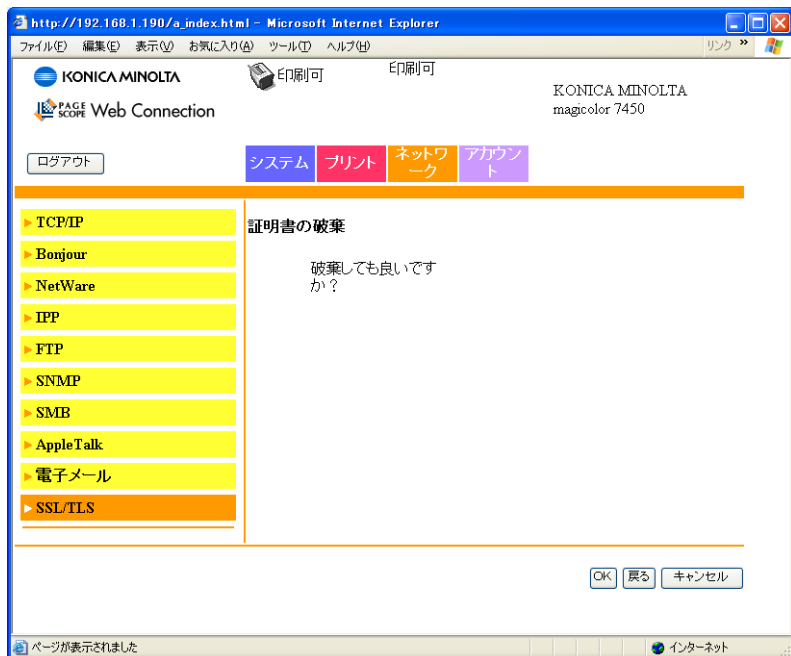 http://192.168.1.190/a_index.html - Microsoft Internet Explorer
ファイル(F) 編集(E) 表示(V) お気に入り(A) ツール(T) ヘルプ(H) リンク »
KONICA MINOLTA
印刷可
印刷可
KONICA MINOLTA
magicolor 7450
PAGE SCOPE Web Connection
ログアウト
システム
プリント
ネットワ
ーク
アカウン
ト
TCP/IP
Bonjour
NetWare
IPP
FTP
SNMP
SMB
AppleTalk
電子メール
SSL/TLS
証明書の破棄
破棄しても良いです
か？
OK 戻る キャンセル
ページが表示されました インターネット